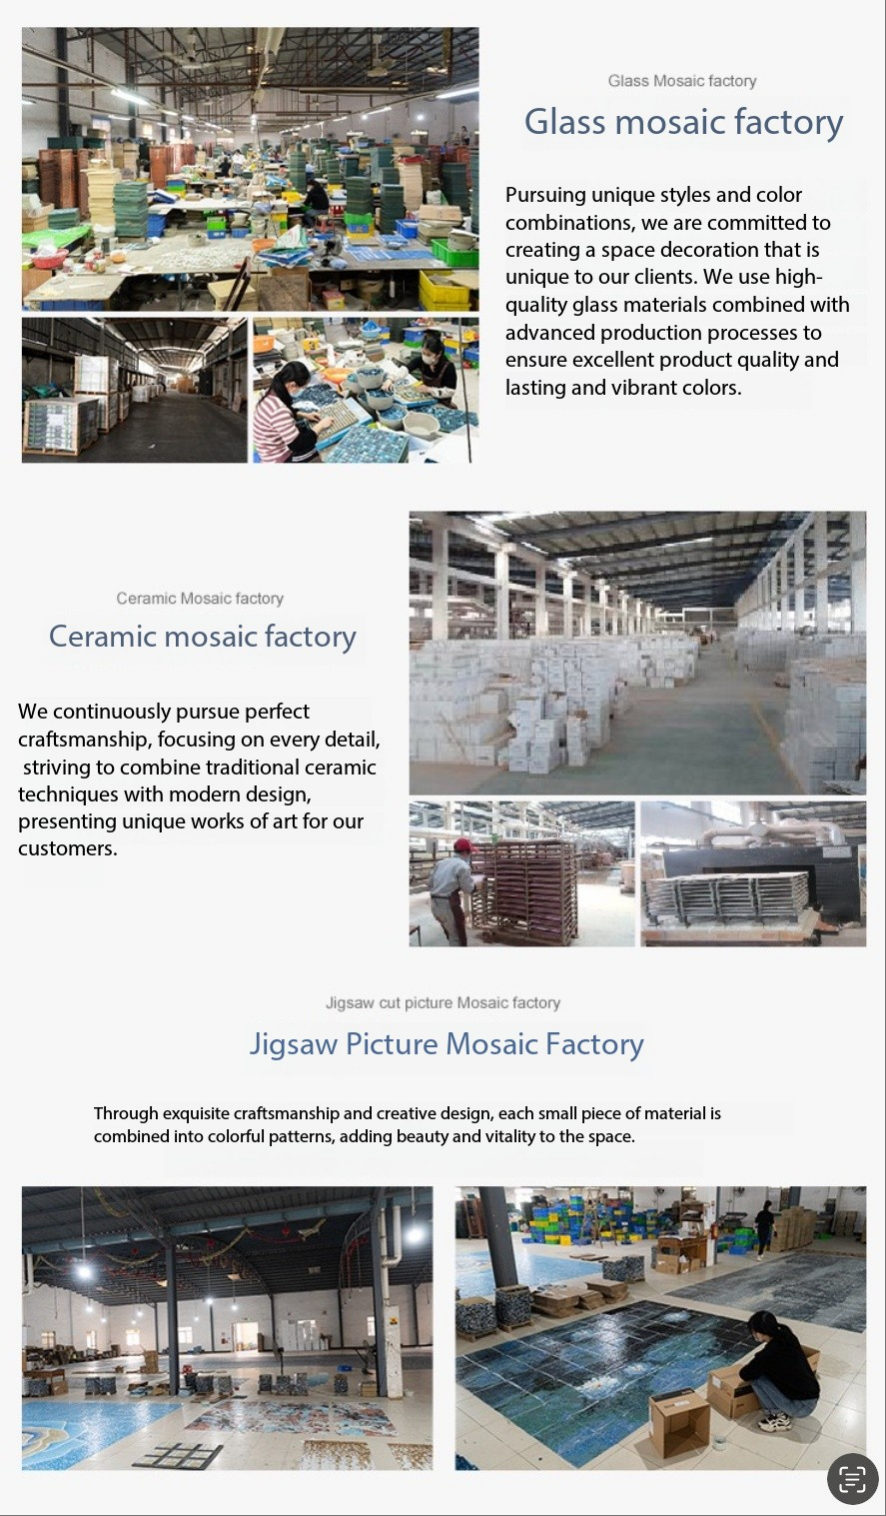 Glass Mosaic factory
Glass mosaic factory
Pursuing unique styles and color
combinations, we are committed to
creating a space decoration that is
unique to our clients. We use high-
quality glass materials combined with
advanced production processes to
ensure excellent product quality and
lasting and vibrant colors.
Ceramic Mosaic factory
Ceramic mosaic factory
We continuously pursue perfect
craftsmanship, focusing on every detail,
striving to combine traditional ceramic
techniques with modern design,
presenting unique works of art for our
customers.
Jigsaw cut picture Mosaic factory
Jigsaw Picture Mosaic Factory
Through exquisite craftsmanship and creative design, each small piece of material is
combined into colorful patterns, adding beauty and vitality to the space.